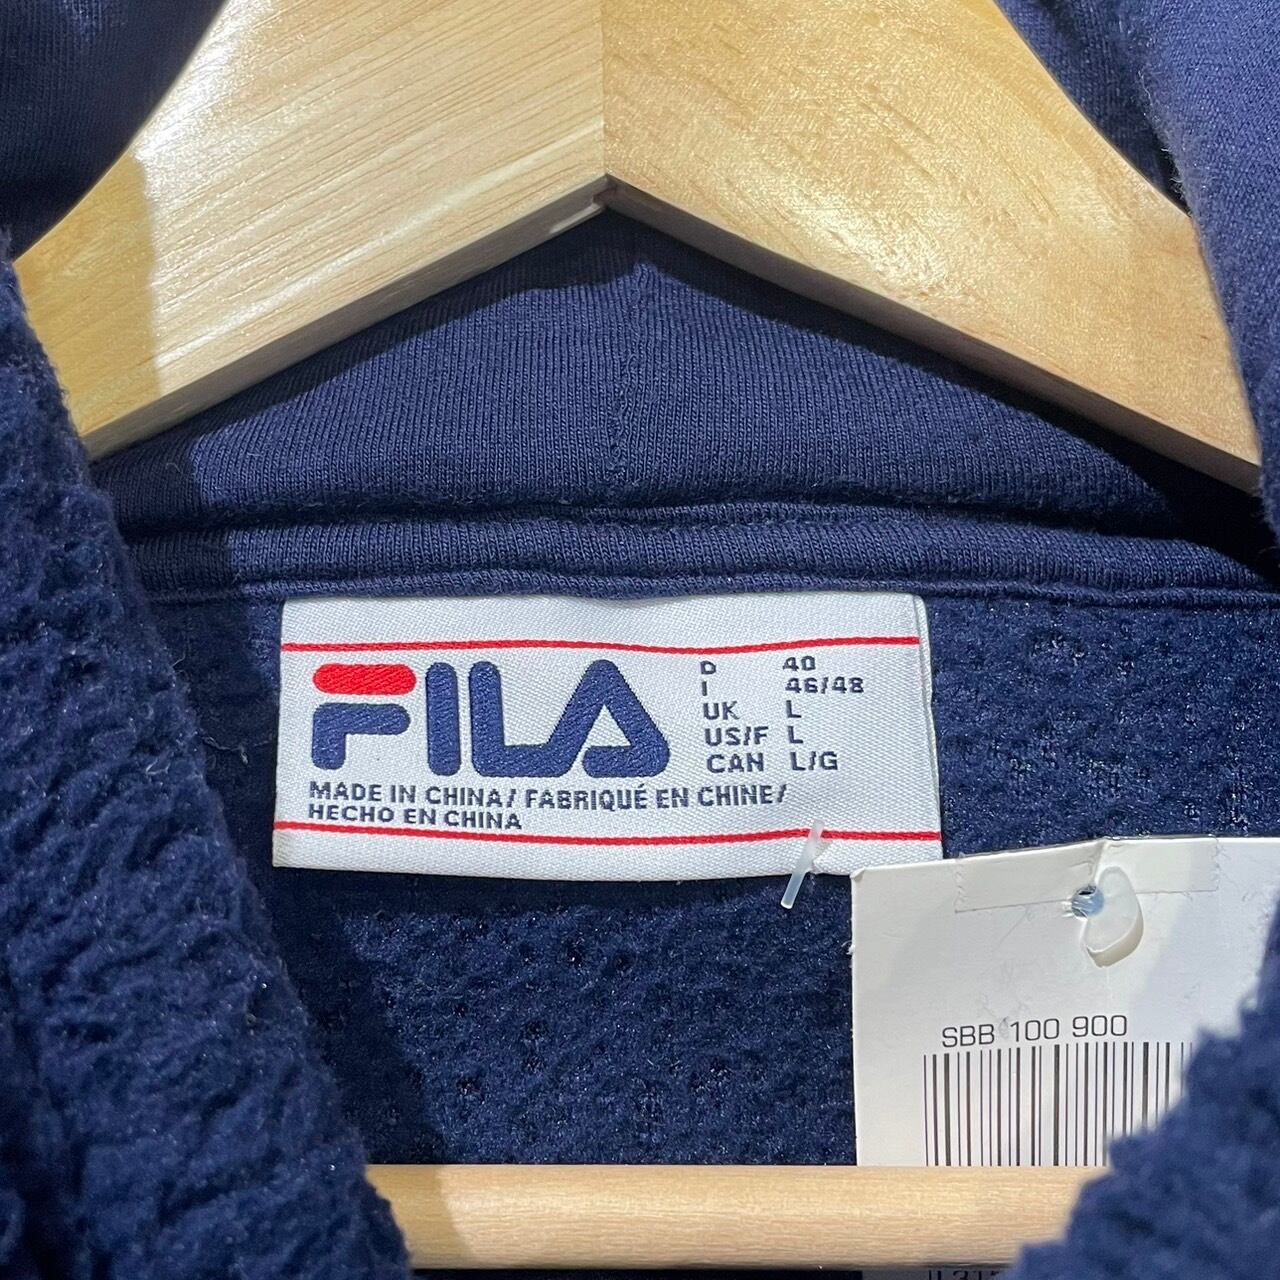 FILA
D 40
I 46/48
UK L
US/F L
CAN L/G
MADE IN CHINA/ FABRIQUÉ EN CHINE/
HECHO EN CHINA
SBB 100 900